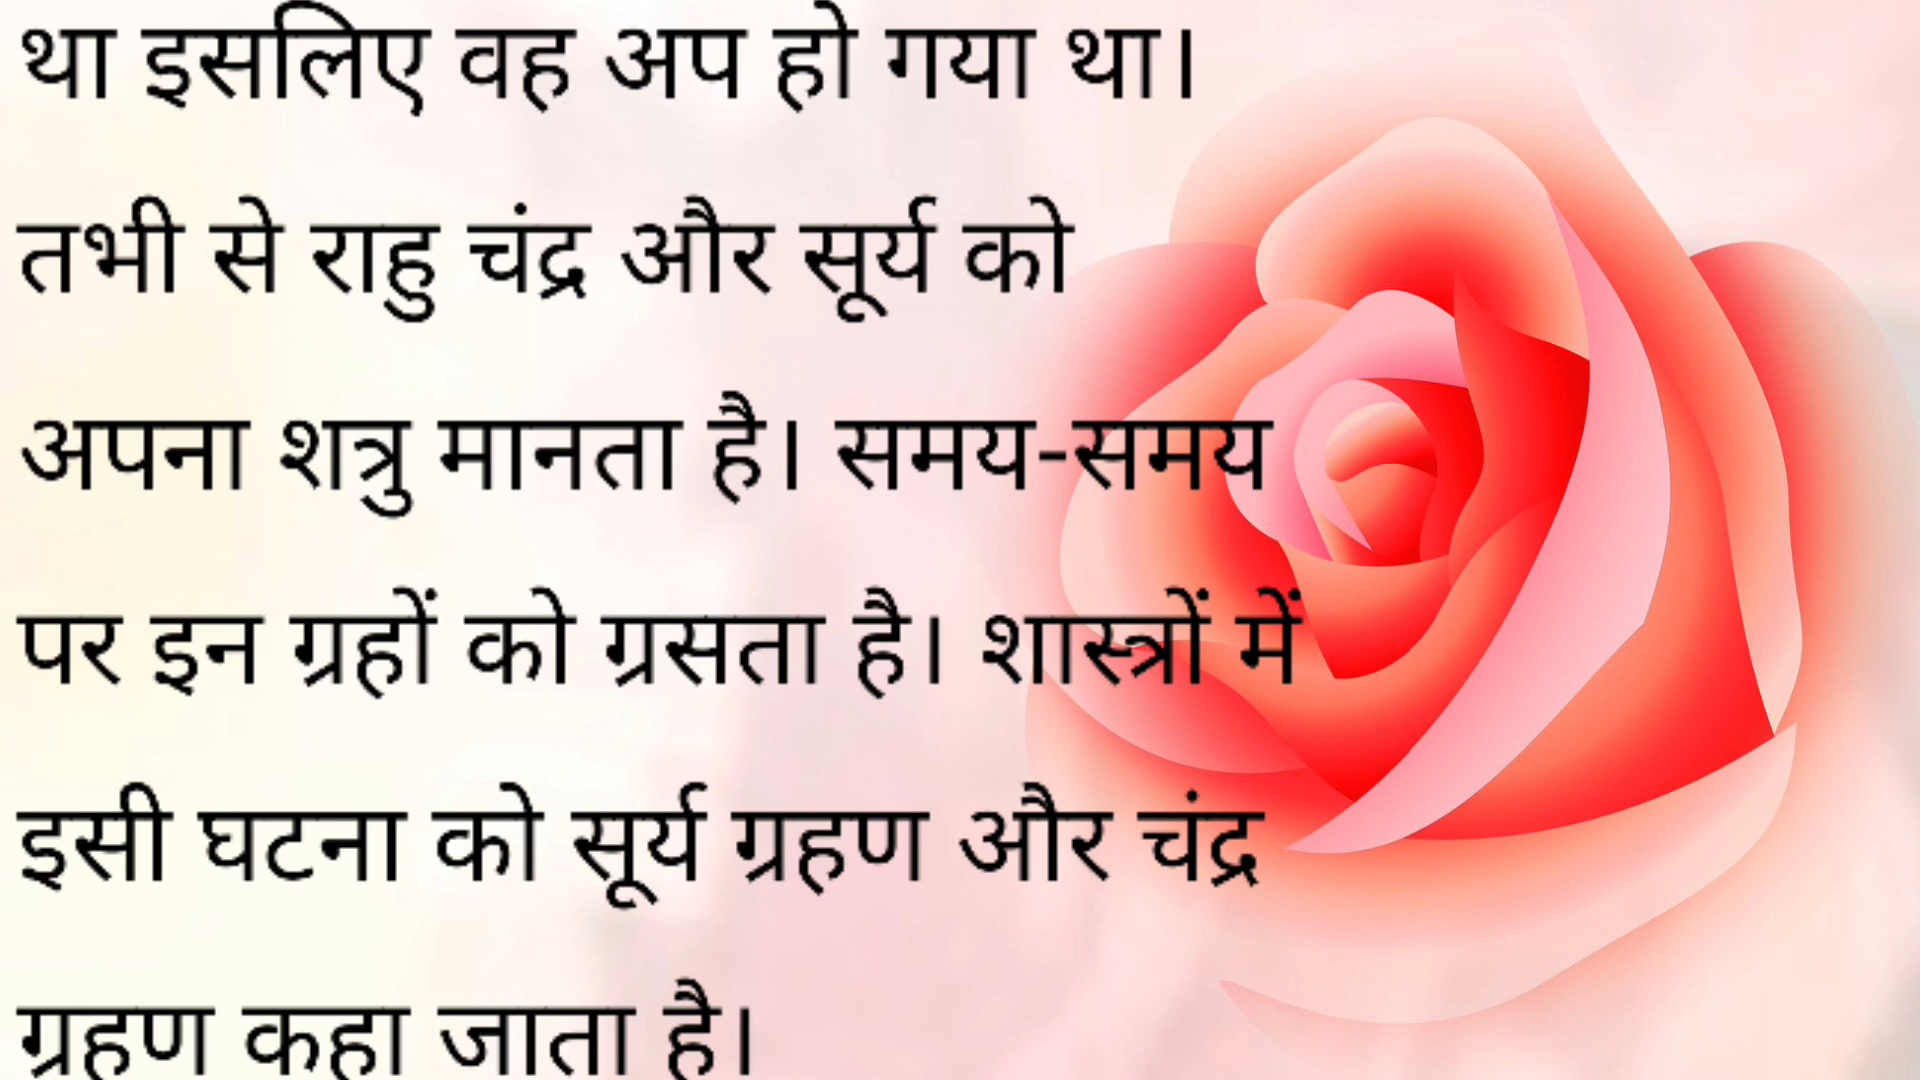 था इसलिए वह अप हो गया था।
तभी से राहु चंद्र और सूर्य को
अपना शत्रु मानता है। समय-समय
पर इन ग्रहों को ग्रसता है। शास्त्रों में
इसी घटना को सूर्य ग्रहण और चंद्र
ग्रहण कहा जाता है।